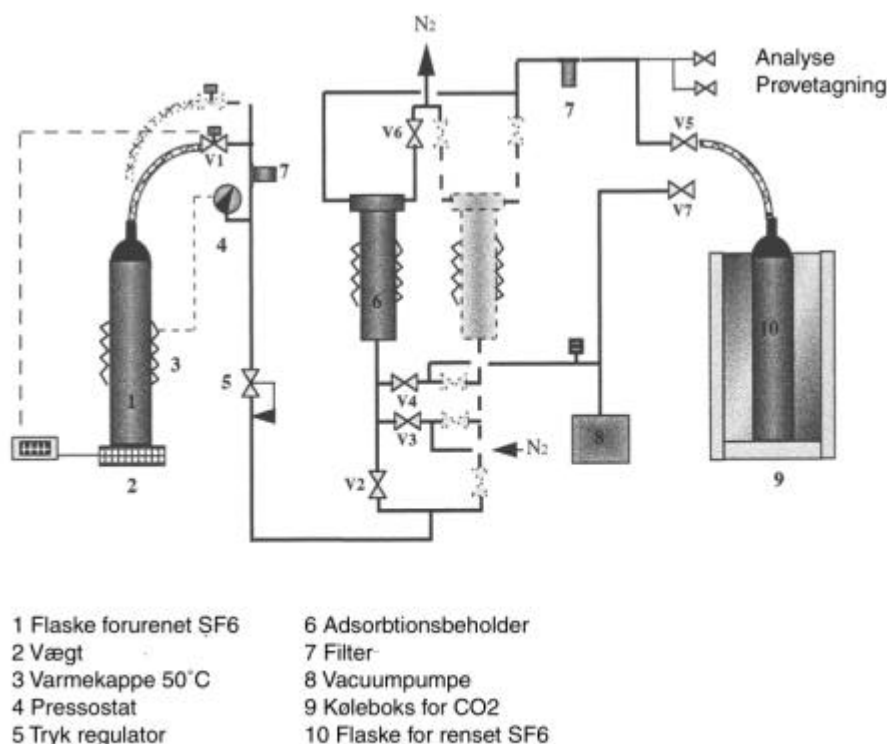 N2
Analyse
Prøvetagning
7
V5
V6
V1
7
V7
4
6
10
3
5
1
V4
V3
N2
8
V2
2
9
1 Flaske forurenet SF6
2 Vægt
3 Varmekappe 50°C
4 Pressostat
5 Tryk regulator
6 Adsorbtionsbeholder
7 Filter
8 Vacuumpumpe
9 Køleboks for CO2
10 Flaske for renset SF6